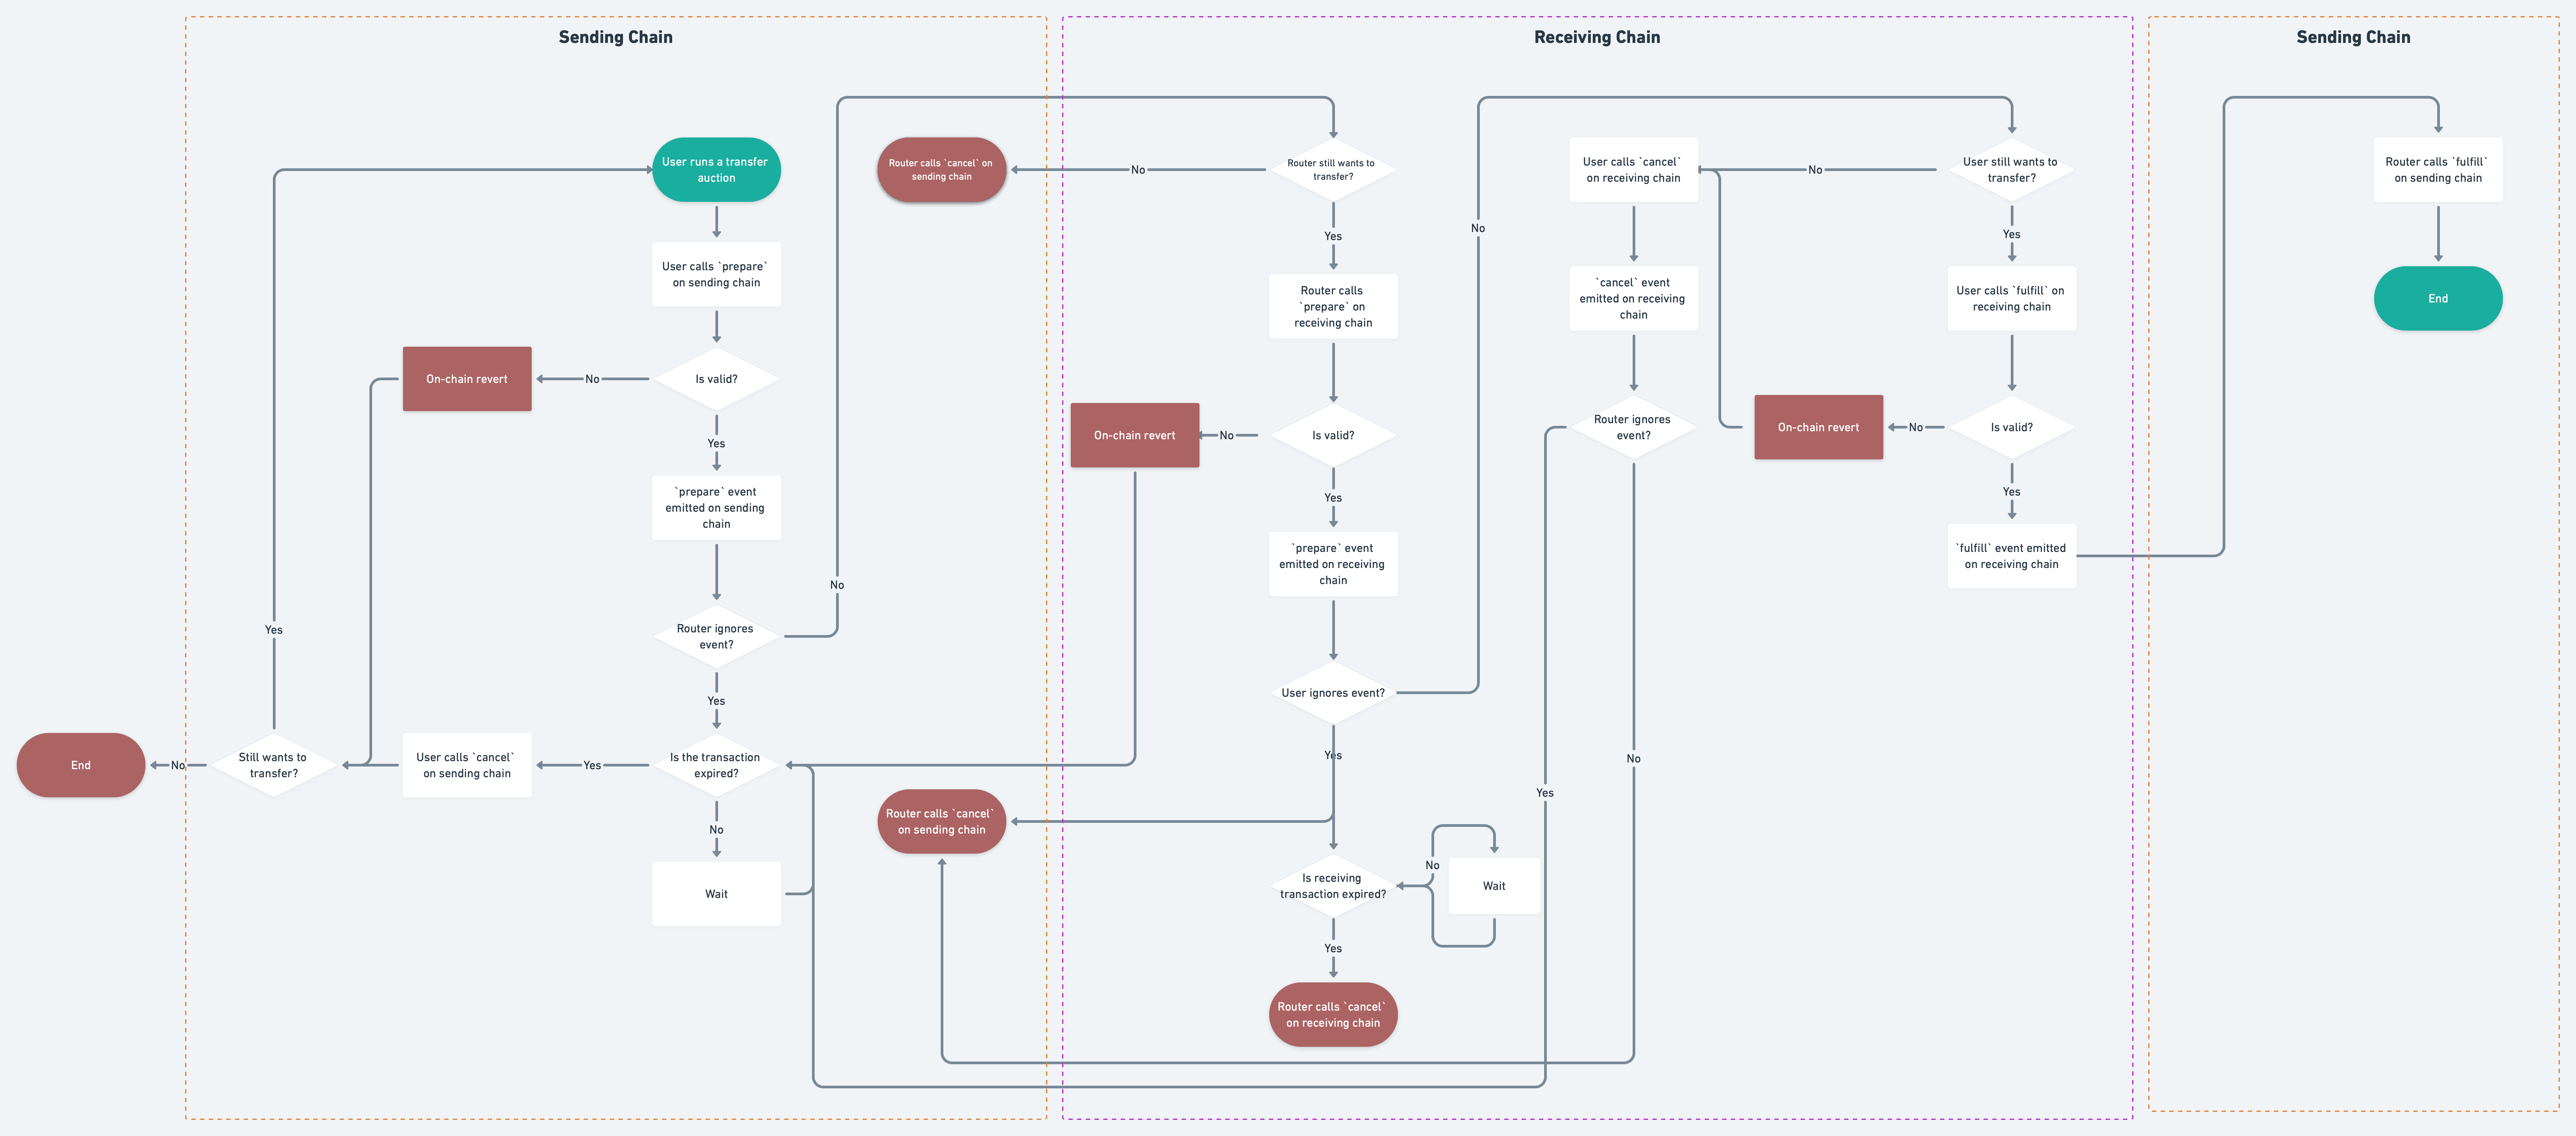 Sending Chain
User runs a transfer
auction
User calls `prepare`
on sending chain
Is valid?
No
On-chain revert
Yes
`prepare` event
emitted on sending
chain
Router ignores
event?
No
Yes
Is the transaction
expired?
Yes
User calls `cancel`
on sending chain
Still wants to
transfer?
Yes
No
End
No
Wait
Router calls `cancel` on
sending chain
Router calls `cancel`
on sending chain
Receiving Chain
Router still wants to
transfer?
No
Yes
Router calls
`prepare` on
receiving chain
Is valid?
No
On-chain revert
Yes
`prepare` event
emitted on receiving
chain
User ignores event?
No
Yes
Is receiving
transaction expired?
No
Wait
Yes
Router calls `cancel`
on receiving chain
User still wants to
transfer?
No
User calls `cancel`
on receiving chain
`cancel` event
emitted on receiving
chain
Router ignores
event?
Yes
No
Yes
User calls `fulfill` on
receiving chain
Is valid?
No
On-chain revert
Yes
`fulfill` event emitted
on receiving chain
Sending Chain
Router calls `fulfill`
on sending chain
End